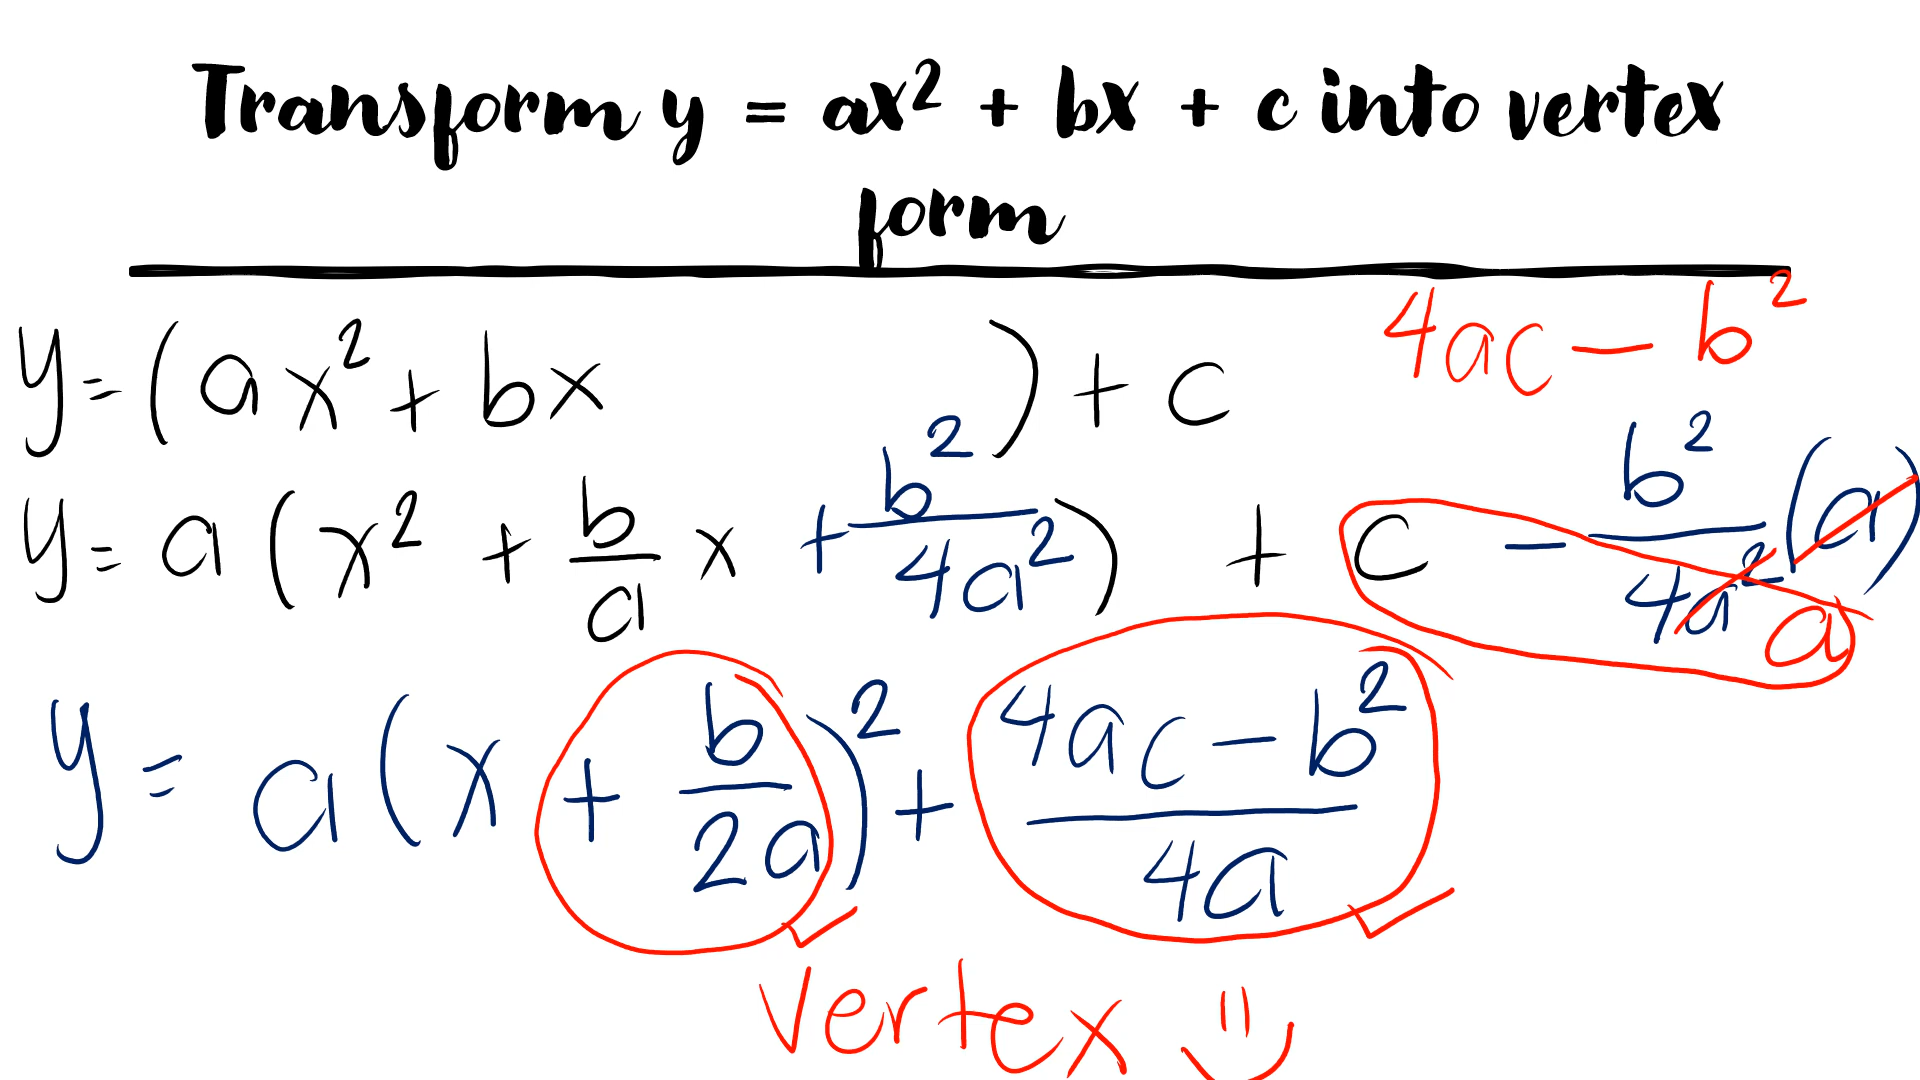 Transform y = ax² + bx + c into vertex
form
4ac - b²
y = (ax² + bx ) + c
y = a(x² + b/a x + b²/4a²) + c - b²/4a² (a)
a
y = a(x + b/2a)² + 4ac - b²/4a
vertex